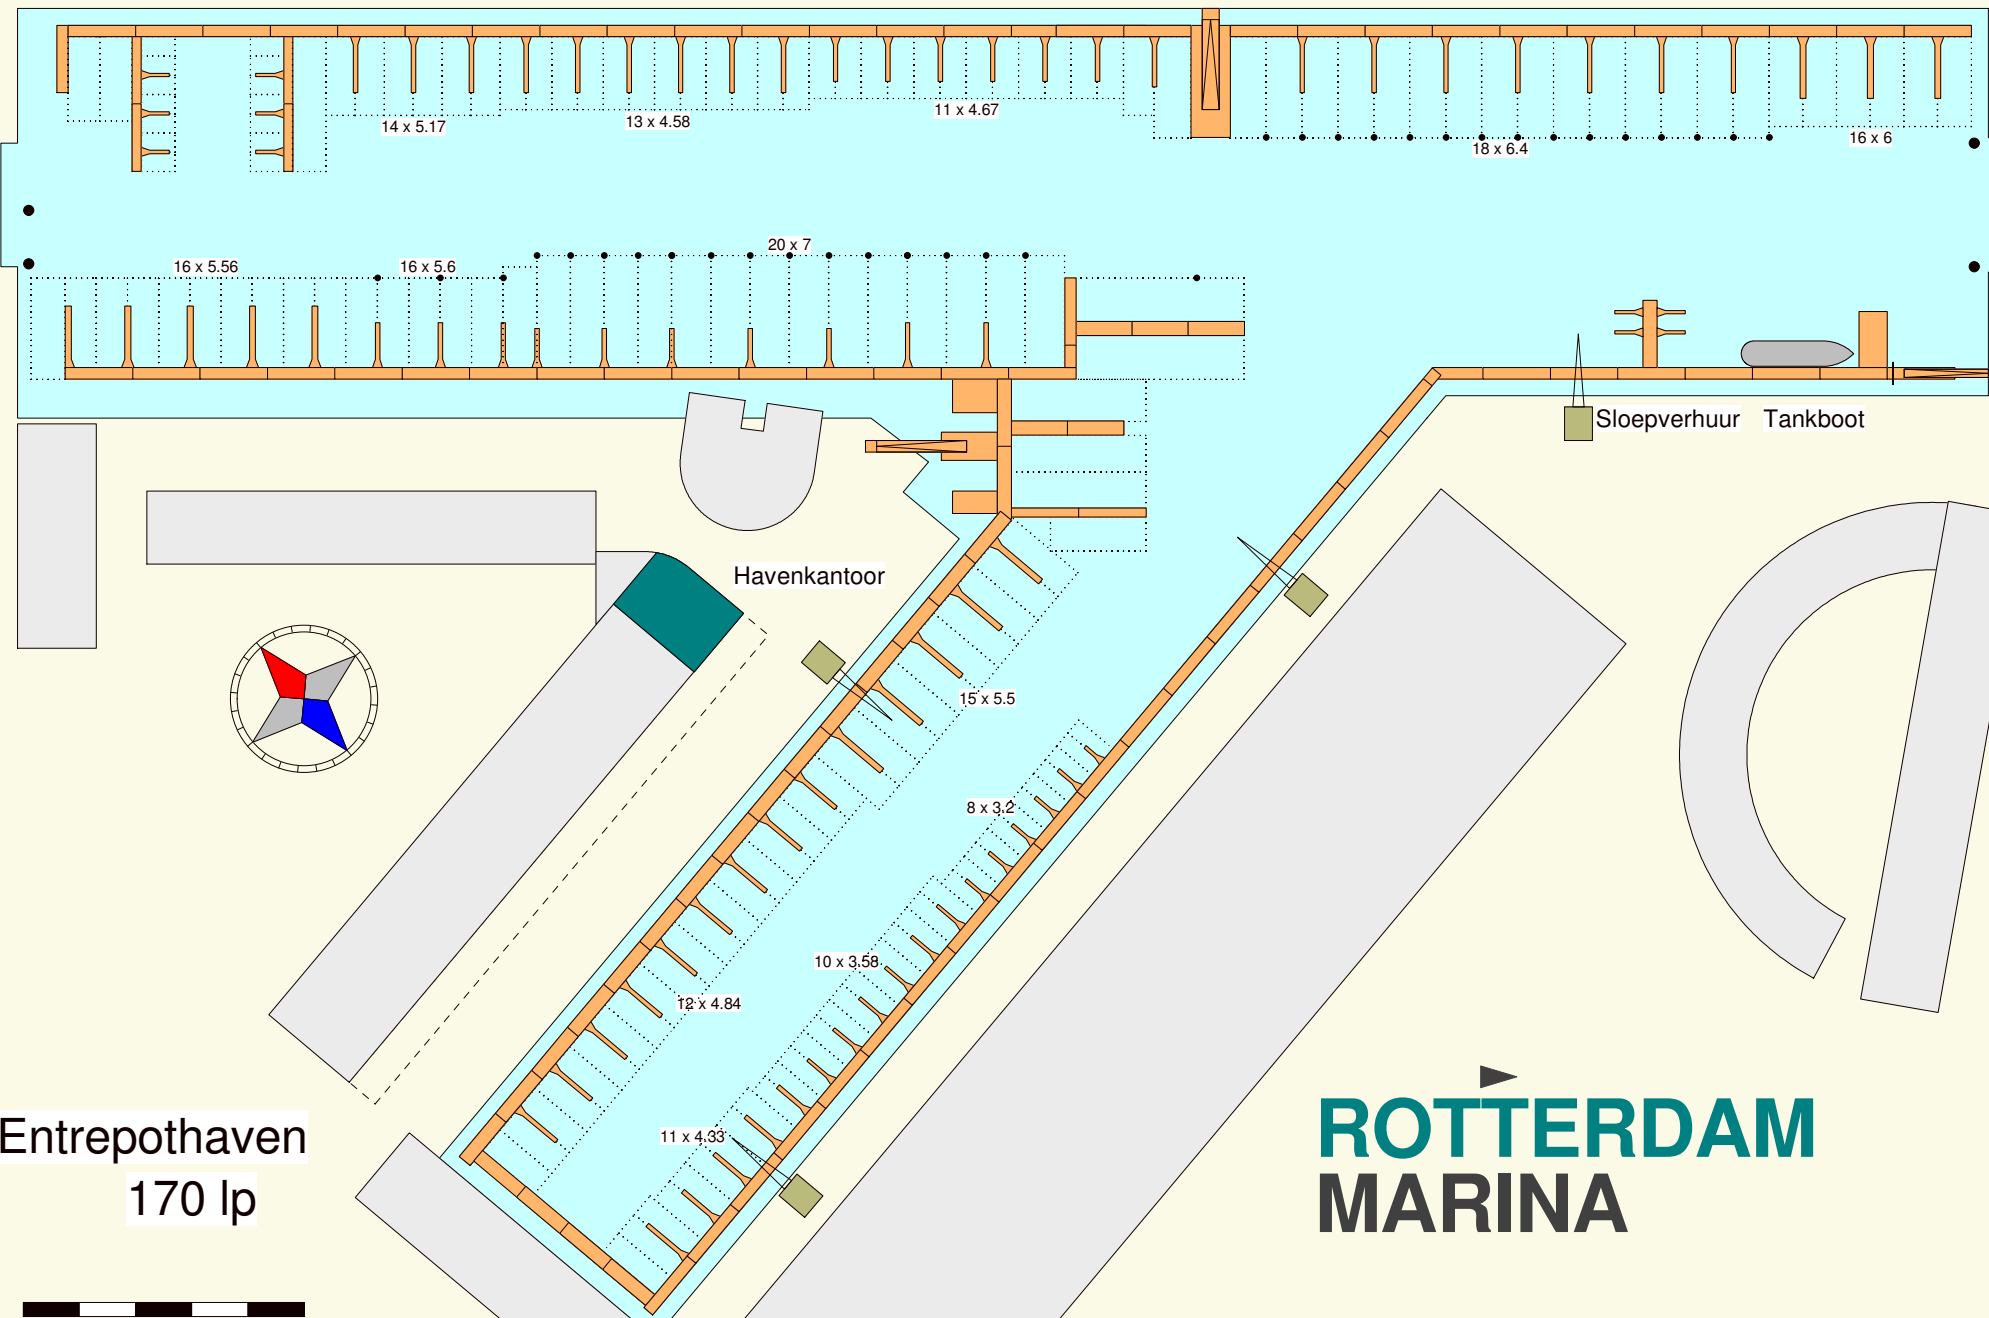 14 x 5.17
13 x 4.58
11 x 4.67
18 x 6.4
16 x 6
20 x 7
16 x 5.56
16 x 5.6
Sloepverhuur
Tankboot
Havenkantoor
15 x 5.5
8 x 3.2
10 x 3.58
12 x 4.84
11 x 4.33
Entrepothaven
170 lp
ROTTERDAM
MARINA